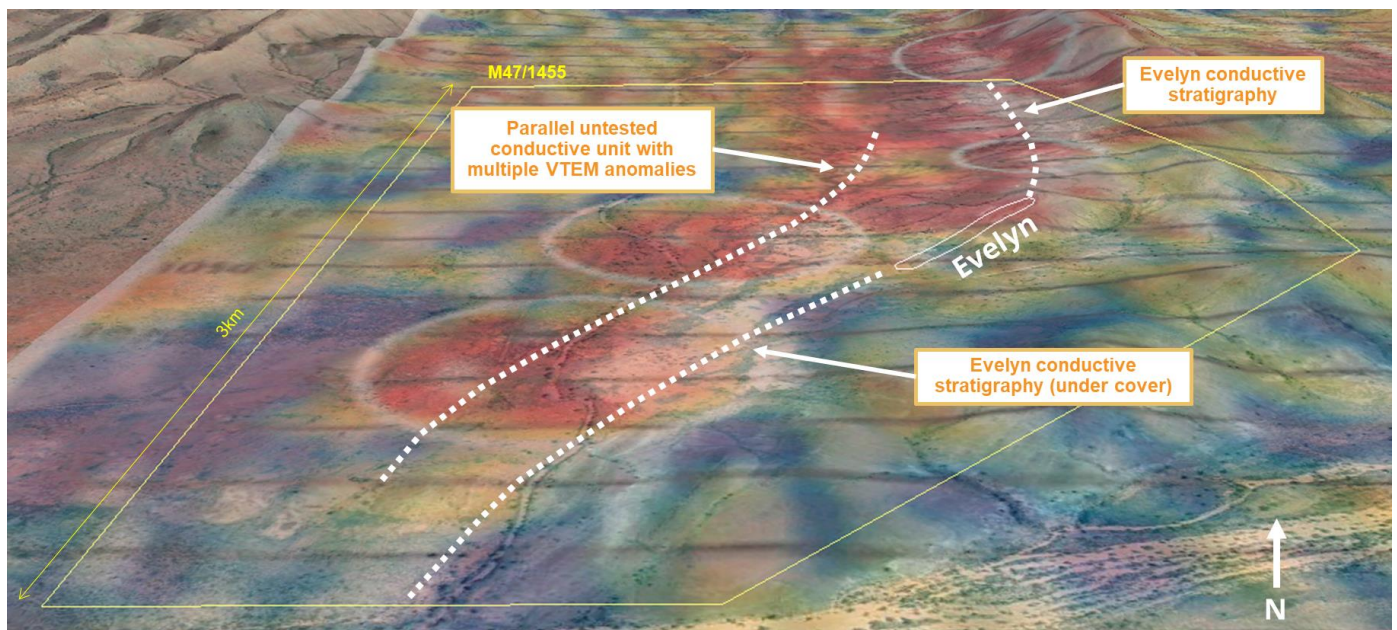 M47/1455
Evelyn conductive
stratigraphy
Parallel untested
conductive unit with
multiple VTEM anomalies
Evelyn
3km
Evelyn conductive
stratigraphy (under cover)
N